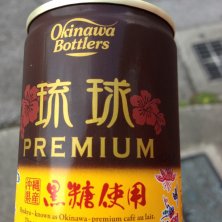 Okinawa
Bottlers
琉球
PREMIUM
沖縄
県産
黒糖使用
Ryukyu-known as Okinawa-premium café au lait.